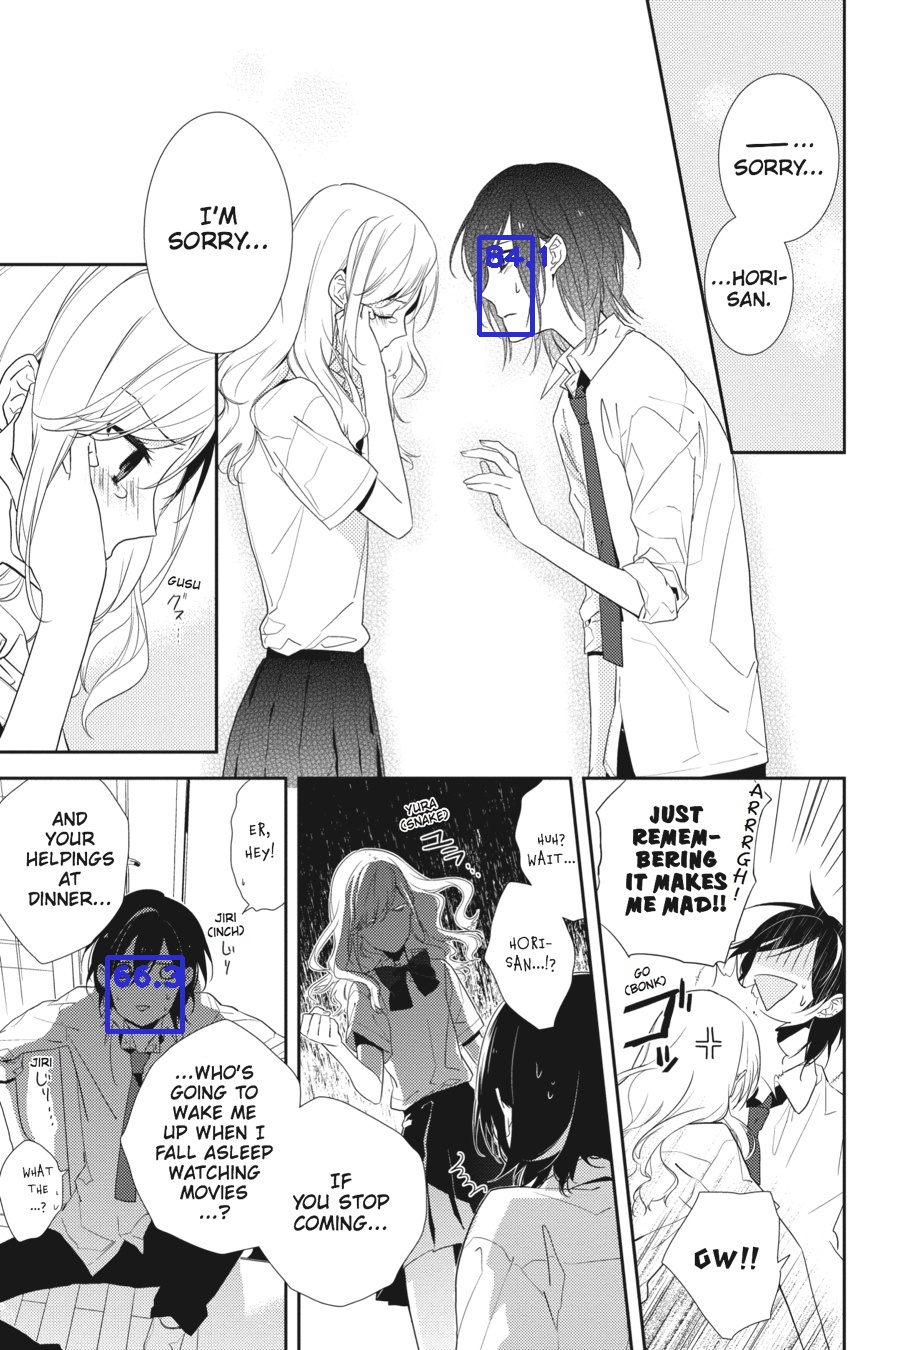 — ...
SORRY...
...HORI-
SAN.
I'M
SORRY...
84.1
GUSU
グス…
ARRRRGH!
JUST
REMEM-
BERING
IT MAKES
ME MAD!!
GO
(BONK)
ゴッ
GW!!
HUH?
WAIT...
HORI-
SAN...!?
YURA
(SNAKE)
ユラ…
IF
YOU STOP
COMING...
ER,
HEY!
JIRI
(INCH)
じり
AND
YOUR
HELPINGS
AT
DINNER...
66.3
JIRI
じり…
...WHO'S
GOING TO
WAKE ME
UP WHEN I
FALL ASLEEP
WATCHING
MOVIES
...?
WHAT
THE
...?